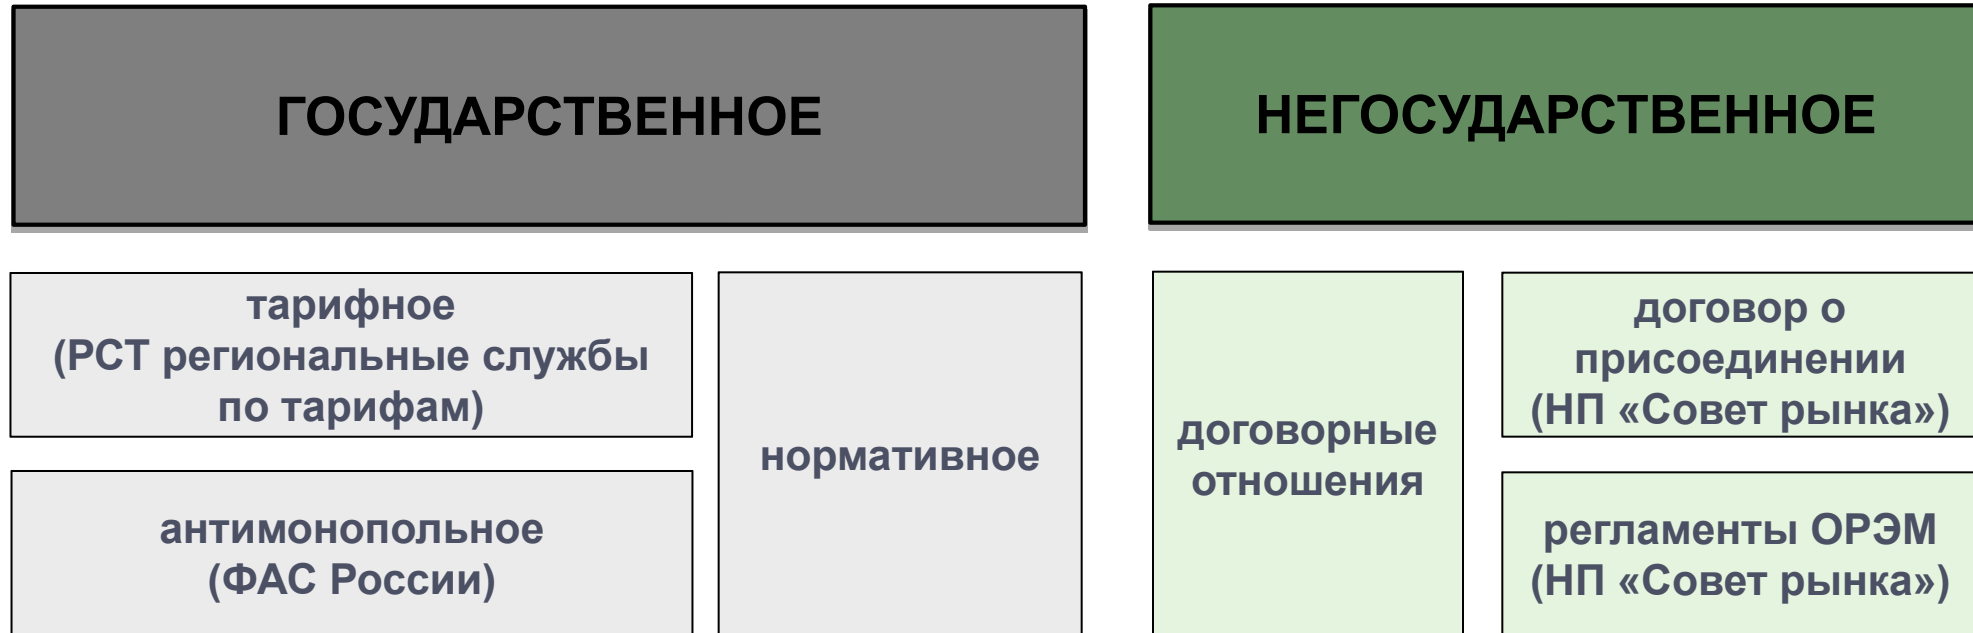 ГОСУДАРСТВЕННОЕ
НЕГОСУДАРСТВЕННОЕ
тарифное
(РСТ региональные службы
по тарифам)
антимонопольное
(ФАС России)
нормативное
договорные
отношения
договор о
присоединении
(НП «Совет рынка»)
регламенты ОРЭМ
(НП «Совет рынка»)